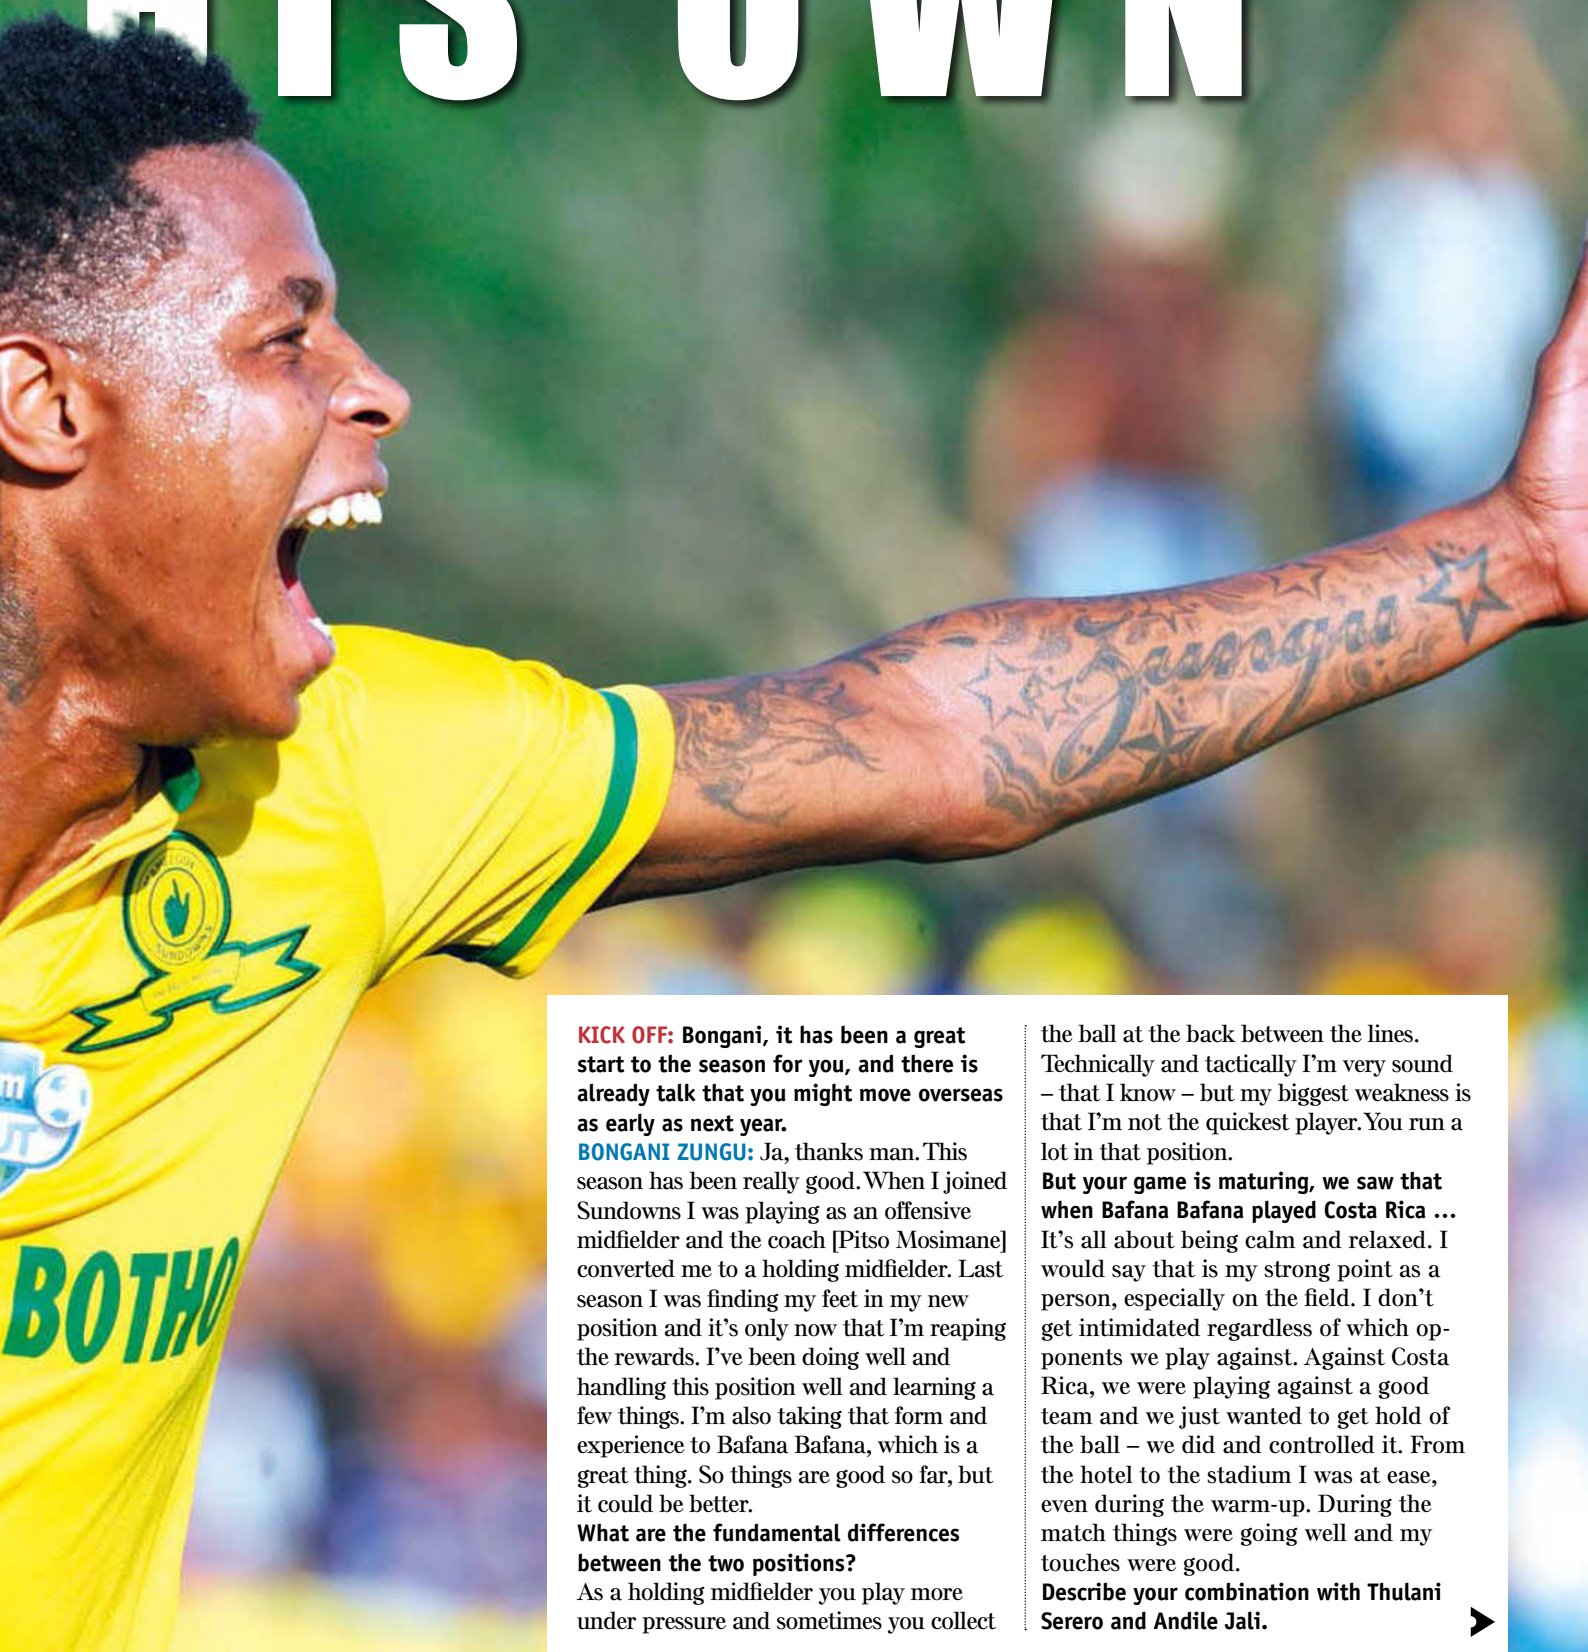 HIS OWN
Zungu
SUNDOWNS
m
UT
BOTHO
KICK OFF: Bongani, it has been a great
start to the season for you, and there is
already talk that you might move overseas
as early as next year.
BONGANI ZUNGU: Ja, thanks man. This
season has been really good. When I joined
Sundowns I was playing as an offensive
midfielder and the coach [Pitso Mosimane]
converted me to a holding midfielder. Last
season I was finding my feet in my new
position and it's only now that I'm reaping
the rewards. I've been doing well and
handling this position well and learning a
few things. I'm also taking that form and
experience to Bafana Bafana, which is a
great thing. So things are good so far, but
it could be better.
What are the fundamental differences
between the two positions?
As a holding midfielder you play more
under pressure and sometimes you collect
the ball at the back between the lines.
Technically and tactically I'm very sound
– that I know – but my biggest weakness is
that I'm not the quickest player. You run a
lot in that position.
But your game is maturing, we saw that
when Bafana Bafana played Costa Rica ...
It's all about being calm and relaxed. I
would say that is my strong point as a
person, especially on the field. I don't
get intimidated regardless of which op-
ponents we play against. Against Costa
Rica, we were playing against a good
team and we just wanted to get hold of
the ball – we did and controlled it. From
the hotel to the stadium I was at ease,
even during the warm-up. During the
match things were going well and my
touches were good.
Describe your combination with Thulani
Serero and Andile Jali.